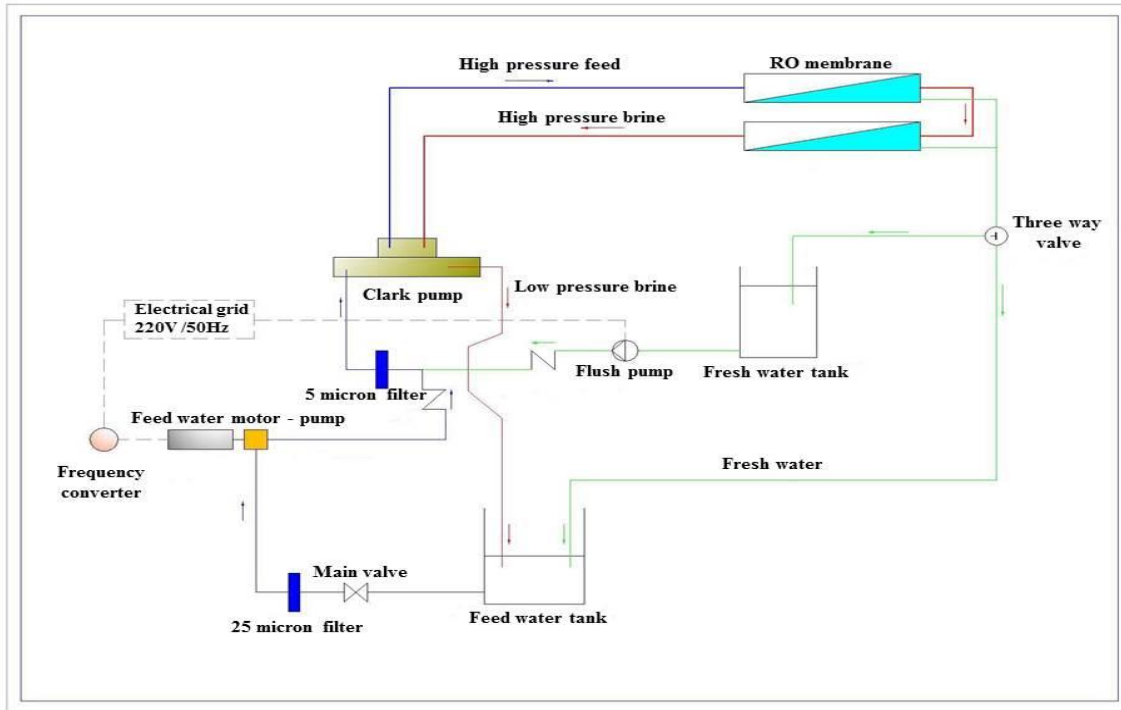 High pressure feed
RO membrane
High pressure brine
Three way
valve
Clark pump
Low pressure brine
Electrical grid
220V /50Hz
5 micron filter
Flush pump
Fresh water tank
Feed water motor - pump
Frequency
converter
Fresh water
Main valve
25 micron filter
Feed water tank